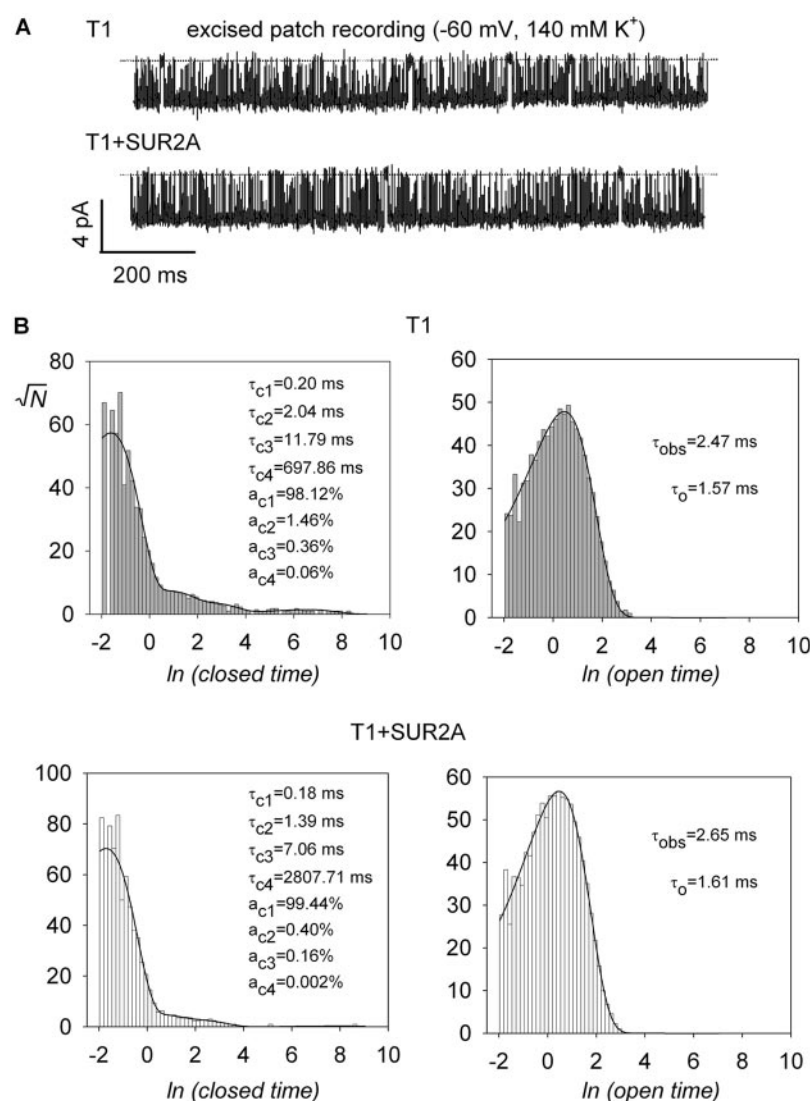 A
T1 excised patch recording (-60 mV, 140 mM K⁺)
T1+SUR2A
4 pA
200 ms
B
T1
√N
80
60
40
20
0
-2 0 2 4 6 8 10
ln (closed time)
τc1=0.20 ms
τc2=2.04 ms
τc3=11.79 ms
τc4=697.86 ms
ac1=98.12%
ac2=1.46%
ac3=0.36%
ac4=0.06%
60
50
40
30
20
10
0
-2 0 2 4 6 8 10
ln (open time)
τobs=2.47 ms
τo=1.57 ms
T1+SUR2A
100
80
60
40
20
0
-2 0 2 4 6 8 10
ln (closed time)
τc1=0.18 ms
τc2=1.39 ms
τc3=7.06 ms
τc4=2807.71 ms
ac1=99.44%
ac2=0.40%
ac3=0.16%
ac4=0.002%
60
50
40
30
20
10
0
-2 0 2 4 6 8 10
ln (open time)
τobs=2.65 ms
τo=1.61 ms